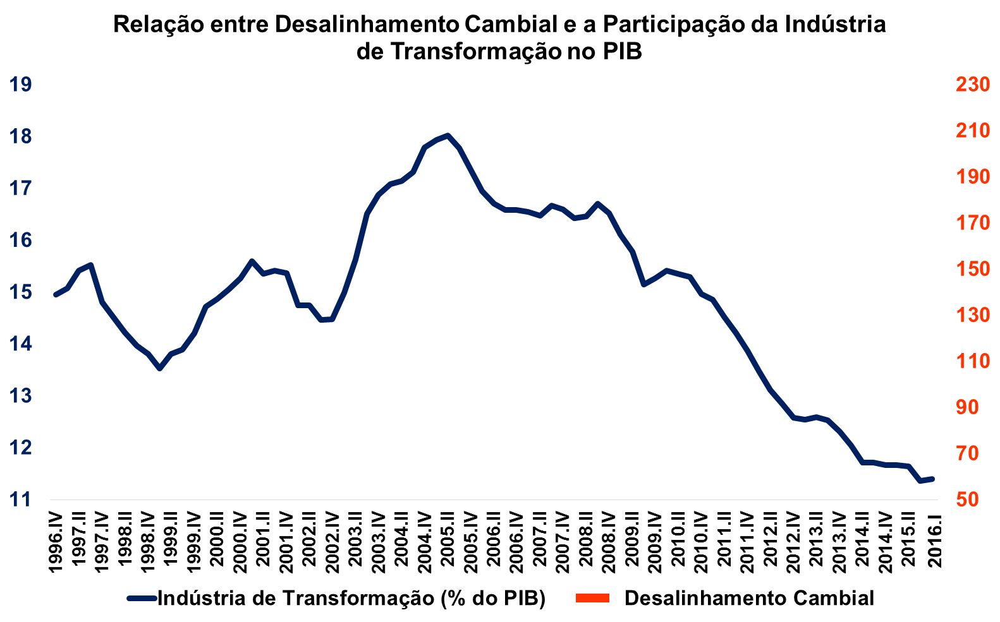 Relação entre Desalinhamento Cambial e a Participação da Indústria
de Transformação no PIB
19
18
17
16
15
14
13
12
11
230
210
190
170
150
130
110
90
70
50
1996.IV
1997.II
1997.IV
1998.II
1998.IV
1999.II
1999.IV
2000.II
2000.IV
2001.II
2001.IV
2002.II
2002.IV
2003.II
2003.IV
2004.II
2004.IV
2005.II
2005.IV
2006.II
2006.IV
2007.II
2007.IV
2008.II
2008.IV
2009.II
2009.IV
2010.II
2010.IV
2011.II
2011.IV
2012.II
2012.IV
2013.II
2013.IV
2014.II
2014.IV
2015.II
2016.I
Indústria de Transformação (% do PIB)
Desalinhamento Cambial